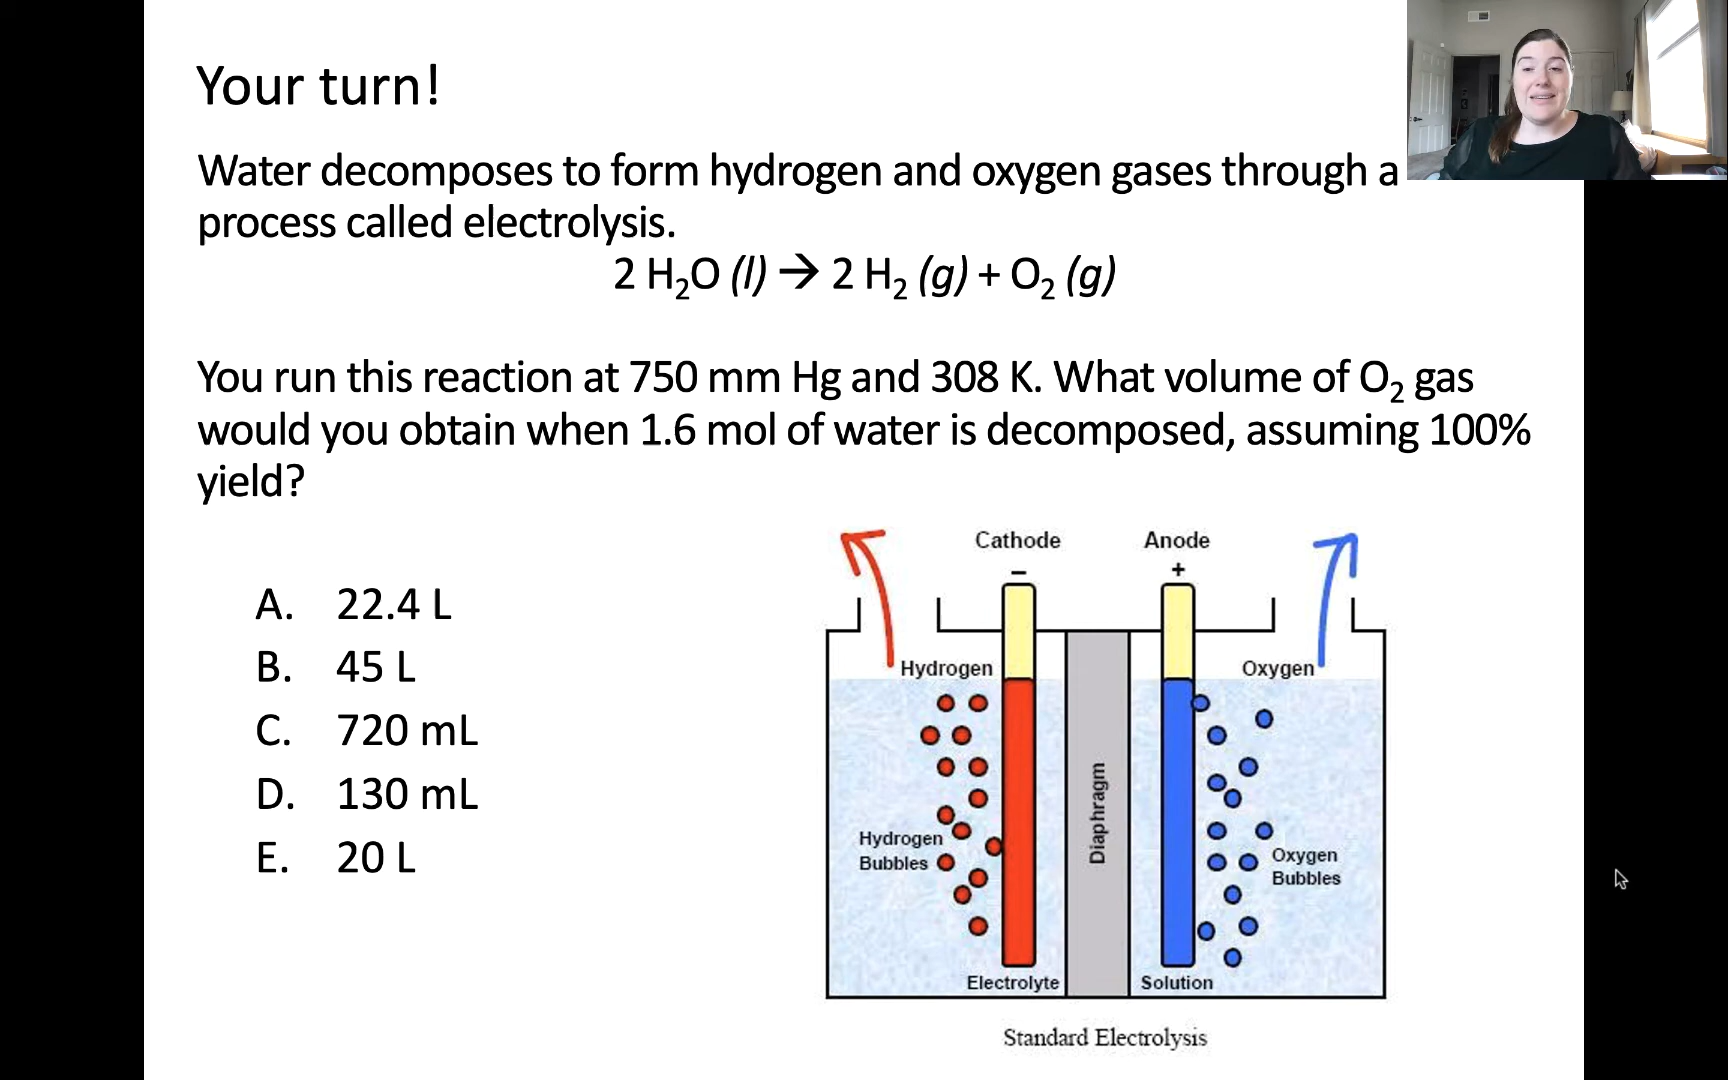 Your turn!
Water decomposes to form hydrogen and oxygen gases through a
process called electrolysis.
2 H₂O (l) → 2 H₂ (g) + O₂ (g)
You run this reaction at 750 mm Hg and 308 K. What volume of O₂ gas
would you obtain when 1.6 mol of water is decomposed, assuming 100%
yield?
A. 22.4 L
B. 45 L
C. 720 mL
D. 130 mL
E. 20 L
Cathode
−
Anode
+
Hydrogen
Oxygen
Diaphragm
Hydrogen
Bubbles
Oxygen
Bubbles
Electrolyte
Solution
Standard Electrolysis